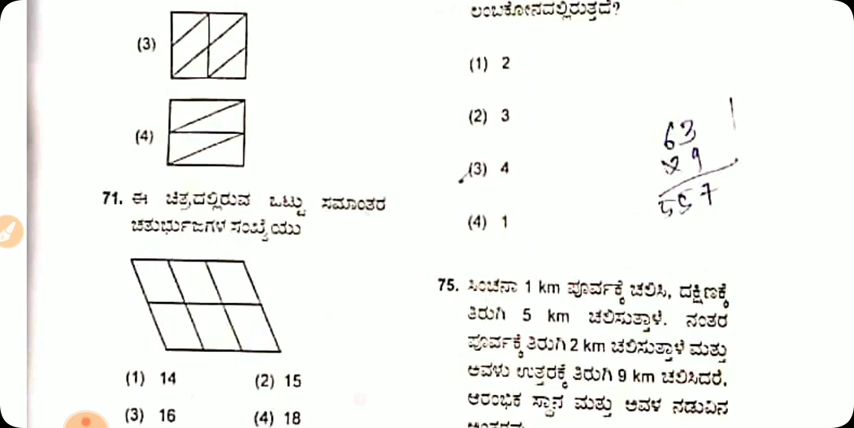 (3)
(4)
71. ಈ ಚಿತ್ರದಲ್ಲಿರುವ ಒಟ್ಟು ಸಮಾಂತರ
ಚತುರ್ಭುಜಗಳ ಸಂಖ್ಯೆಯು
(1) 14 (2) 15
(3) 16 (4) 18
ಲಂಬಕೋನದಲ್ಲಿರುತ್ತದೆ?
(1) 2
(2) 3
(3) 4
(4) 1
63
× 9
557
75. ಸಿಂಚನಾ 1 km ಪೂರ್ವಕ್ಕೆ ಚಲಿಸಿ, ದಕ್ಷಿಣಕ್ಕೆ
ತಿರುಗಿ 5 km ಚಲಿಸುತ್ತಾಳೆ. ನಂತರ
ಪೂರ್ವಕ್ಕೆ ತಿರುಗಿ 2 km ಚಲಿಸುತ್ತಾಳೆ ಮತ್ತು
ಅವಳು ಉತ್ತರಕ್ಕೆ ತಿರುಗಿ 9 km ಚಲಿಸಿದರೆ,
ಆರಂಭಿಕ ಸ್ಥಾನ ಮತ್ತು ಅವಳ ನಡುವಿನ